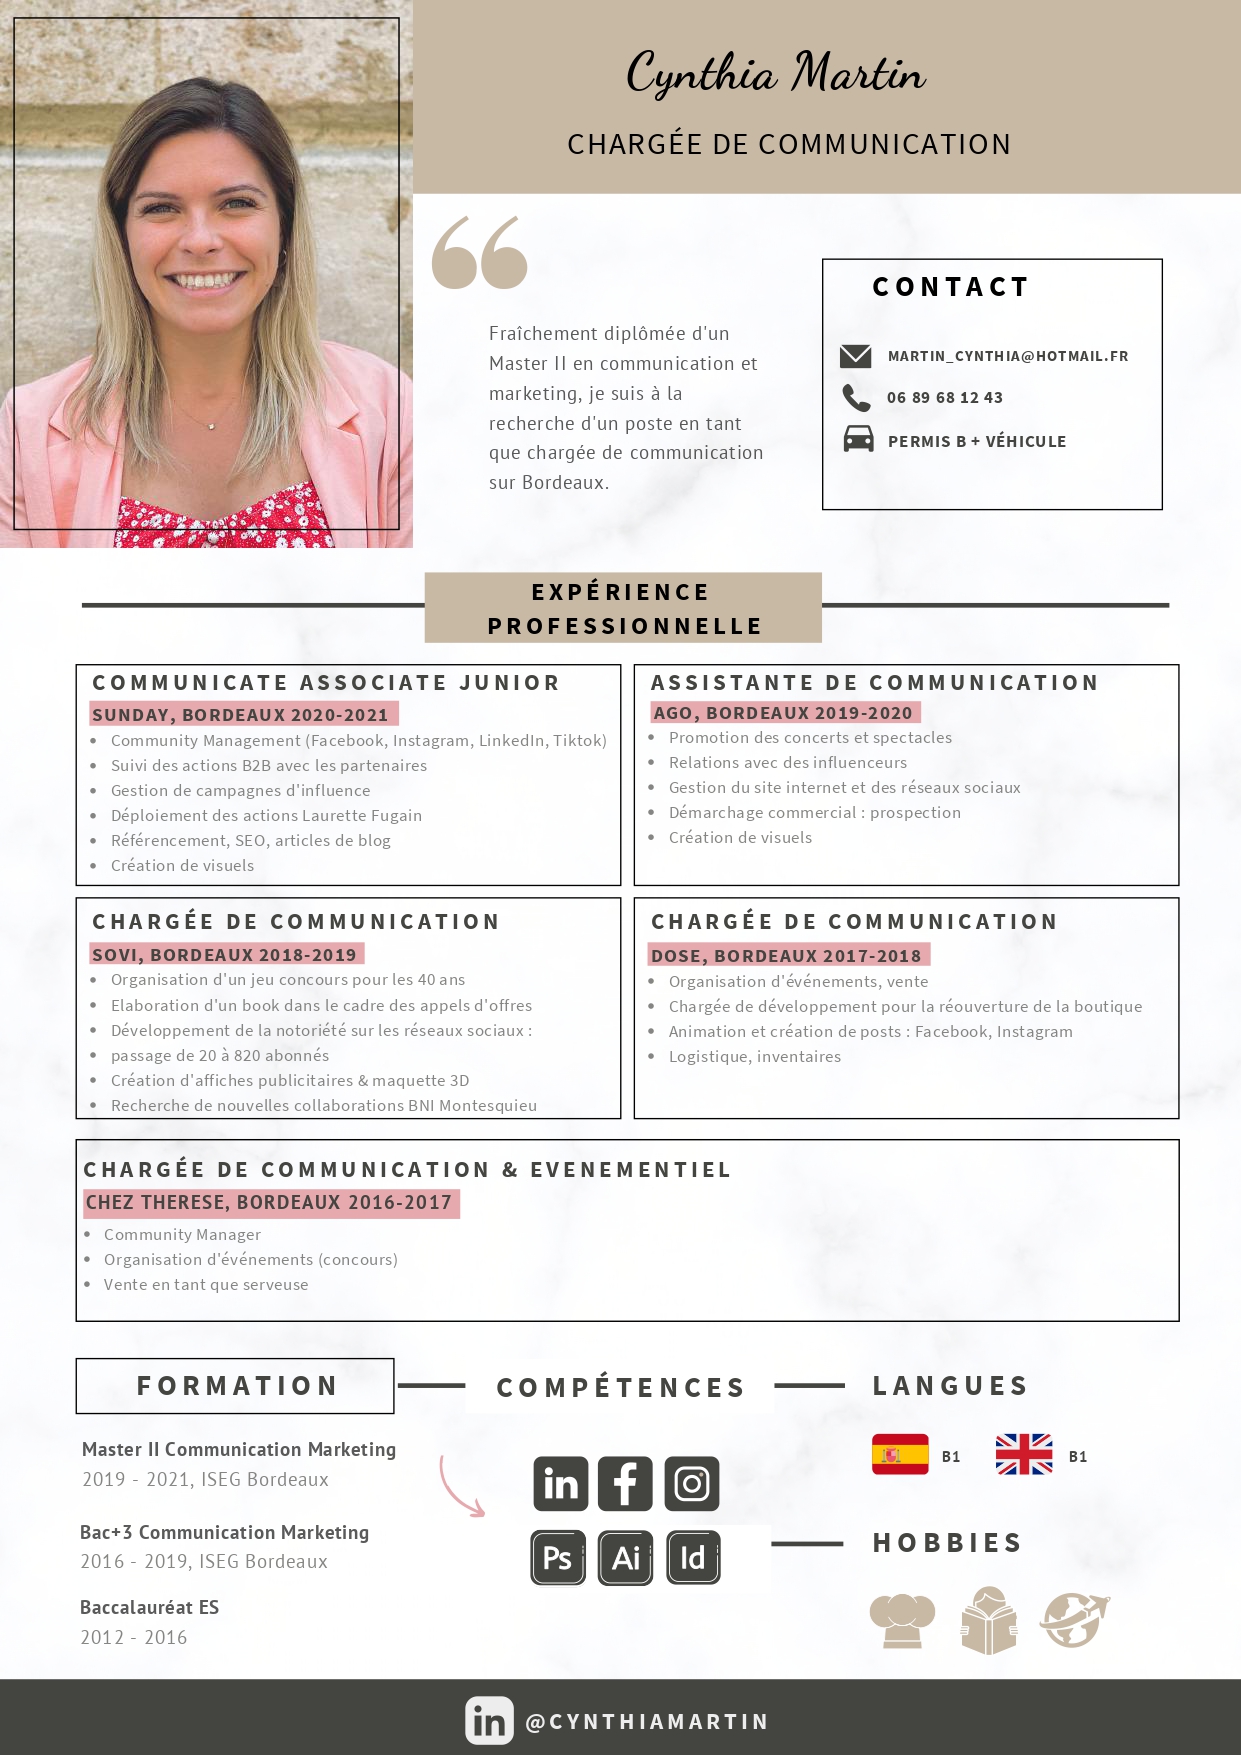 Cynthia Martin
CHARGÉE DE COMMUNICATION
Fraîchement diplômée d'un
Master II en communication et
marketing, je suis à la
recherche d'un poste en tant
que chargée de communication
sur Bordeaux.
CONTACT
MARTIN_CYNTHIA@HOTMAIL.FR
06 89 68 12 43
PERMIS B + VÉHICULE
EXPÉRIENCE
PROFESSIONNELLE
COMMUNICATE ASSOCIATE JUNIOR
SUNDAY, BORDEAUX 2020-2021
• Community Management (Facebook, Instagram, LinkedIn, Tiktok)
• Suivi des actions B2B avec les partenaires
• Gestion de campagnes d'influence
• Déploiement des actions Laurette Fugain
• Référencement, SEO, articles de blog
• Création de visuels
ASSISTANTE DE COMMUNICATION
AGO, BORDEAUX 2019-2020
• Promotion des concerts et spectacles
• Relations avec des influenceurs
• Gestion du site internet et des réseaux sociaux
• Démarchage commercial : prospection
• Création de visuels
CHARGÉE DE COMMUNICATION
SOVI, BORDEAUX 2018-2019
• Organisation d'un jeu concours pour les 40 ans
• Elaboration d'un book dans le cadre des appels d'offres
• Développement de la notoriété sur les réseaux sociaux :
• passage de 20 à 820 abonnés
• Création d'affiches publicitaires & maquette 3D
• Recherche de nouvelles collaborations BNI Montesquieu
CHARGÉE DE COMMUNICATION
DOSE, BORDEAUX 2017-2018
• Organisation d'événements, vente
• Chargée de développement pour la réouverture de la boutique
• Animation et création de posts : Facebook, Instagram
• Logistique, inventaires
CHARGÉE DE COMMUNICATION & EVENEMENTIEL
CHEZ THERESE, BORDEAUX 2016-2017
• Community Manager
• Organisation d'événements (concours)
• Vente en tant que serveuse
FORMATION
Master II Communication Marketing
2019 - 2021, ISEG Bordeaux
Bac+3 Communication Marketing
2016 - 2019, ISEG Bordeaux
Baccalauréat ES
2012 - 2016
COMPÉTENCES
in f
Ps Ai Id
LANGUES
B1 B1
HOBBIES
in @CYNTHIAMARTIN